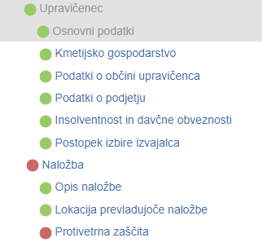 Upravičenec
Osnovni podatki
Kmetijsko gospodarstvo
Podatki o občini upravičenca
Podatki o podjetju
Insolventnost in davčne obveznosti
Postopek izbire izvajalca
Naložba
Opis naložbe
Lokacija prevladujoče naložbe
Protivetrna zaščita